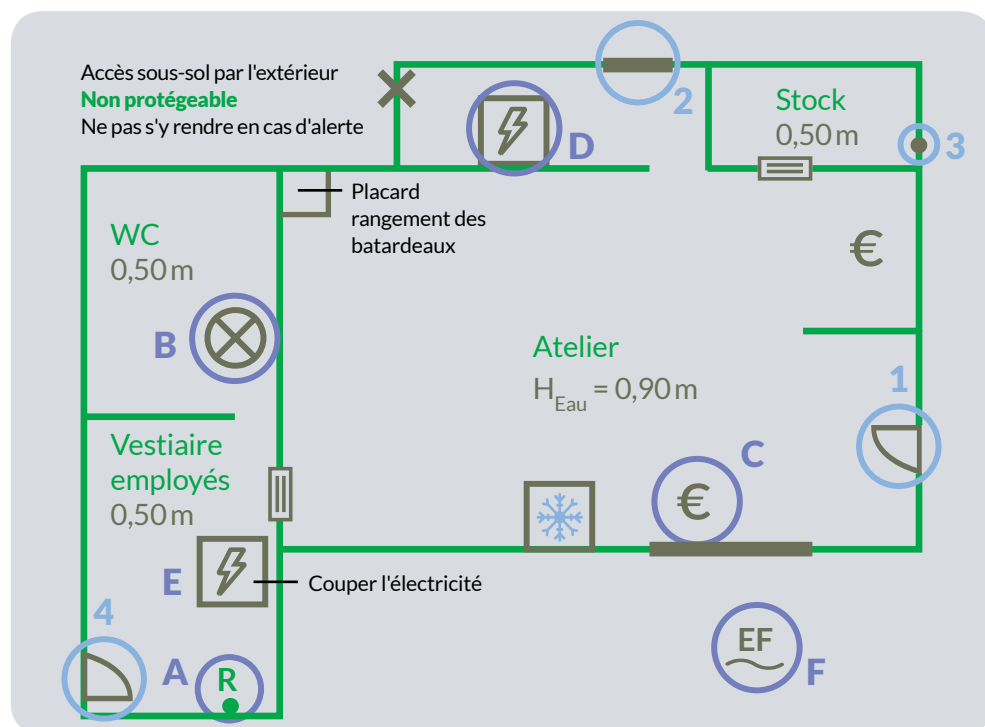 Accès sous-sol par l'extérieur
Non protégeable
Ne pas s'y rendre en cas d'alerte
2
D
Stock
0,50 m
3
Placard
rangement des
batardeaux
WC
0,50 m
€
B
Atelier
H Eau = 0,90 m
1
Vestiaire
employés
0,50 m
C
€
E
Couper l'électricité
4
A
R
EF
F